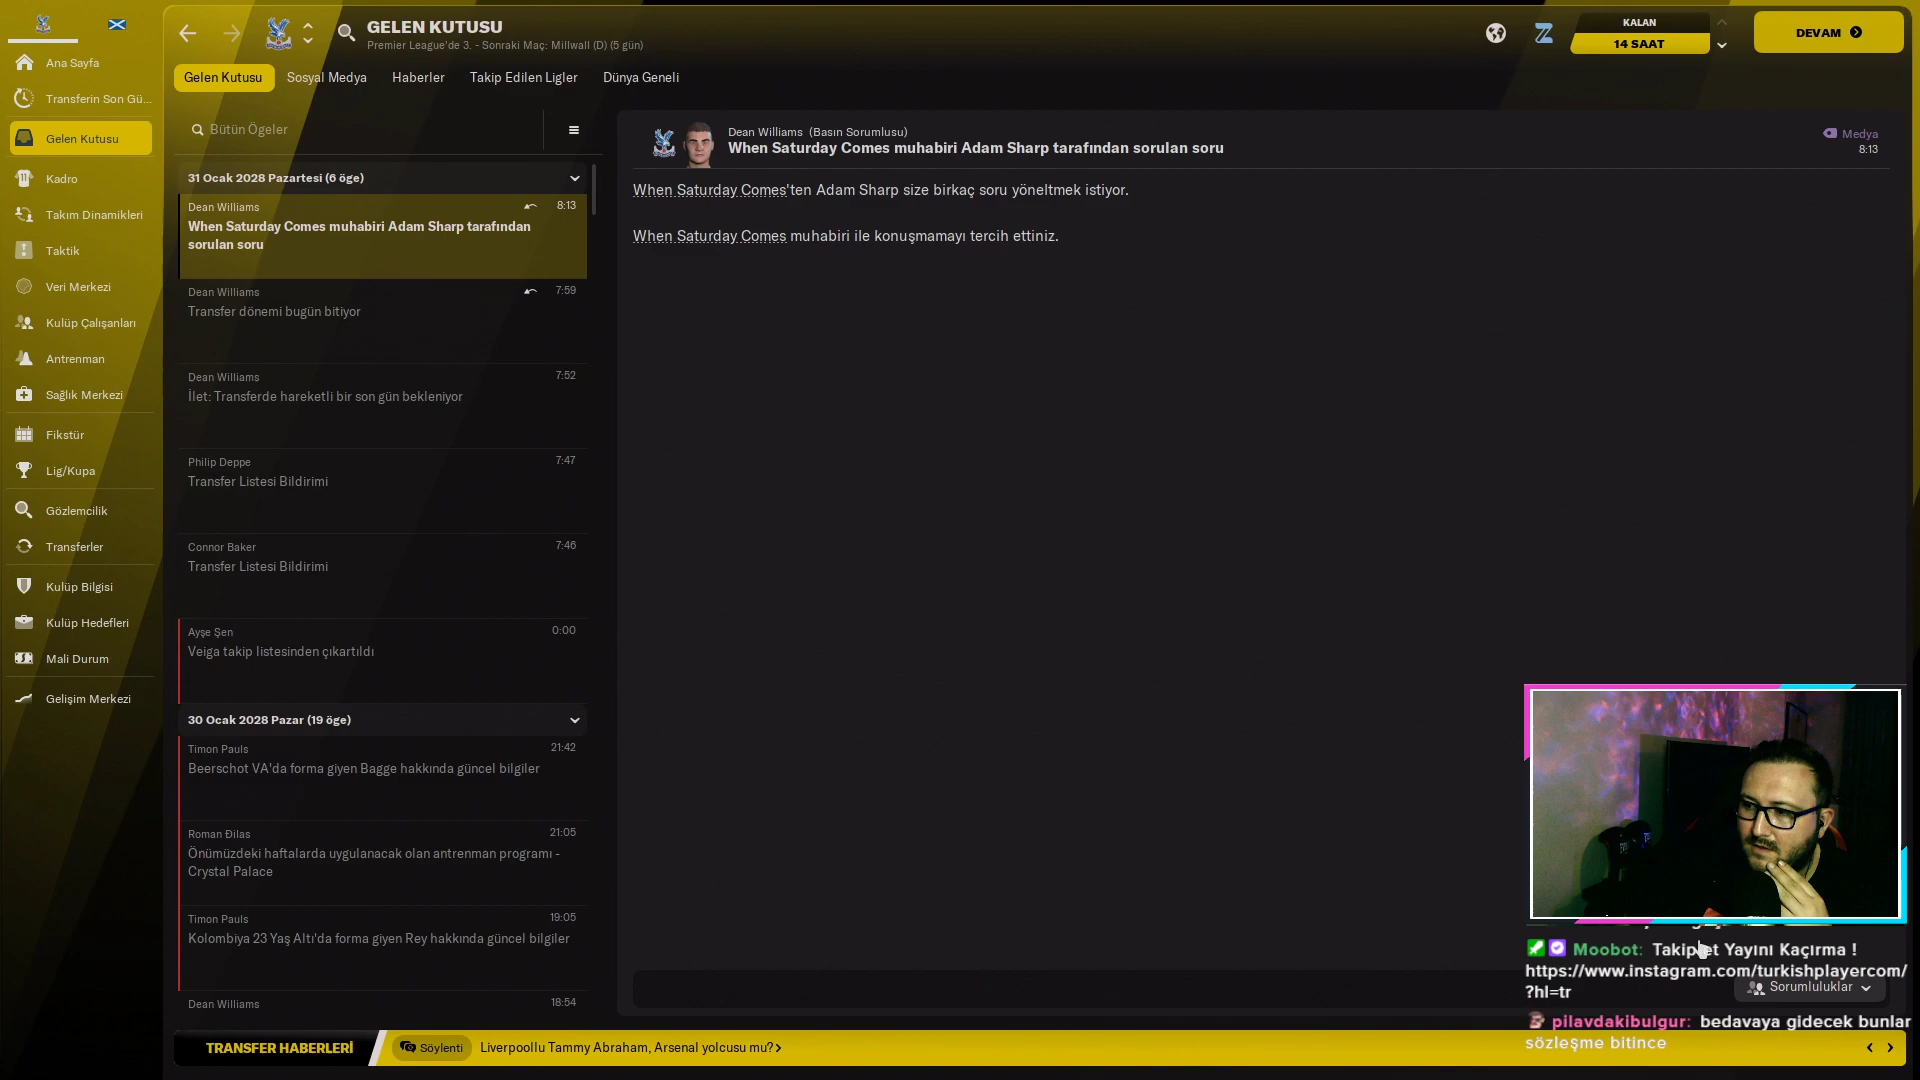 Ana Sayfa
Transferin Son Gü...
Gelen Kutusu
Kadro
Takım Dinamikleri
Taktik
Veri Merkezi
Kulüp Çalışanları
Antrenman
Sağlık Merkezi
Fikstür
Lig/Kupa
Gözlemcilik
Transferler
Kulüp Bilgisi
Kulüp Hedefleri
Mali Durum
Gelişim Merkezi
GELEN KUTUSU
Premier League'de 3. - Sonraki Maç: Millwall (D) (5 gün)
KALAN
14 SAAT
DEVAM
Gelen Kutusu Sosyal Medya Haberler Takip Edilen Ligler Dünya Geneli
Bütün Ögeler
31 Ocak 2028 Pazartesi (6 öge)
Dean Williams 8:13
When Saturday Comes muhabiri Adam Sharp tarafından
sorulan soru
Dean Williams 7:59
Transfer dönemi bugün bitiyor
Dean Williams 7:52
İlet: Transferde hareketli bir son gün bekleniyor
Philip Deppe 7:47
Transfer Listesi Bildirimi
Connor Baker 7:46
Transfer Listesi Bildirimi
Ayşe Şen 0:00
Veiga takip listesinden çıkartıldı
30 Ocak 2028 Pazar (19 öge)
Timon Pauls 21:42
Beerschot VA'da forma giyen Bagge hakkında güncel bilgiler
Roman Đilas 21:05
Önümüzdeki haftalarda uygulanacak olan antrenman programı -
Crystal Palace
Timon Pauls 19:05
Kolombiya 23 Yaş Altı'da forma giyen Rey hakkında güncel bilgiler
Dean Williams 18:54
Dean Williams (Basın Sorumlusu)
When Saturday Comes muhabiri Adam Sharp tarafından sorulan soru
Medya
8:13
When Saturday Comes'ten Adam Sharp size birkaç soru yöneltmek istiyor.
When Saturday Comes muhabiri ile konuşmamayı tercih ettiniz.
Moobot: Takip et Yayını Kaçırma !
https://www.instagram.com/turkishplayercom/
?hl=tr
Sorumluluklar
pilavdakibulgur: bedavaya gidecek bunlar
sözleşme bitince
TRANSFER HABERLERİ
Söylenti
Liverpoollu Tammy Abraham, Arsenal yolcusu mu?